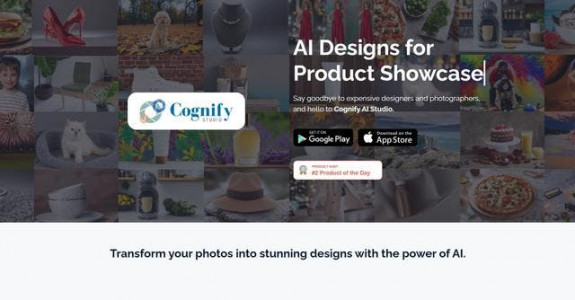 AI Designs for
Product Showcase
Say goodbye to expensive designers and photographers,
and hello to Cognify AI Studio.
Cognify
STUDIO
GET IT ON
Google Play
Download on the
App Store
PRODUCT HUNT
#2 Product of the Day
Transform your photos into stunning designs with the power of AI.